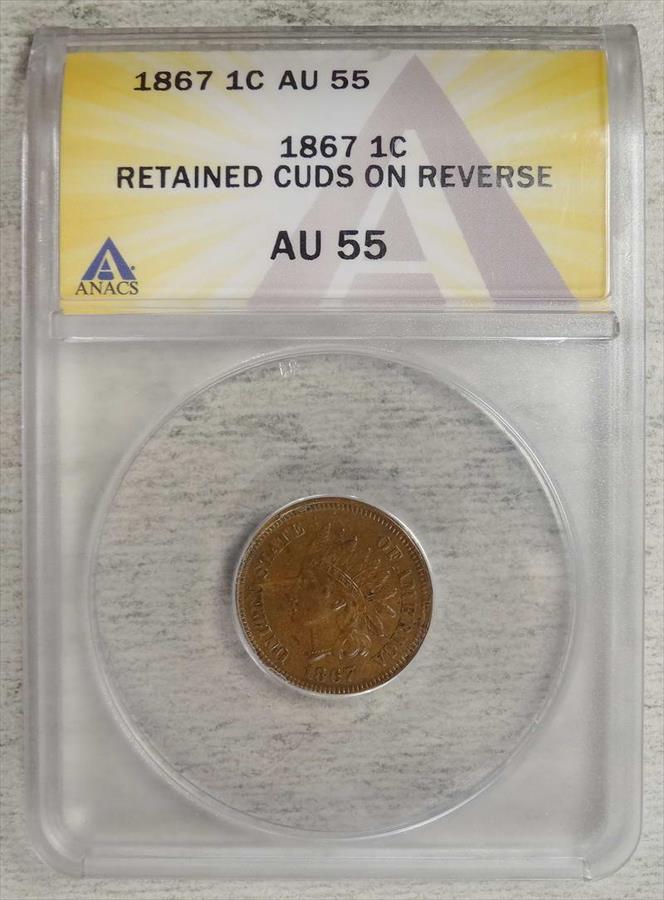 1867 1C AU 55
1867 1C
RETAINED CUDS ON REVERSE
AU 55
ANACS
UNITED STATES OF AMERICA
1867